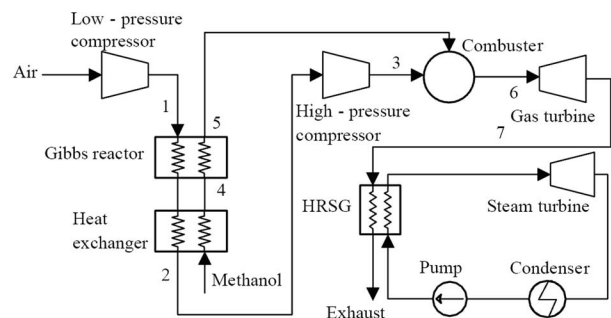 Low - pressure
compressor
Air
1
5
3
Combuster
6
Gas turbine
High - pressure
compressor
7
Gibbs reactor
4
Heat
exchanger
2
Methanol
HRSG
Steam turbine
Pump
Condenser
Exhaust